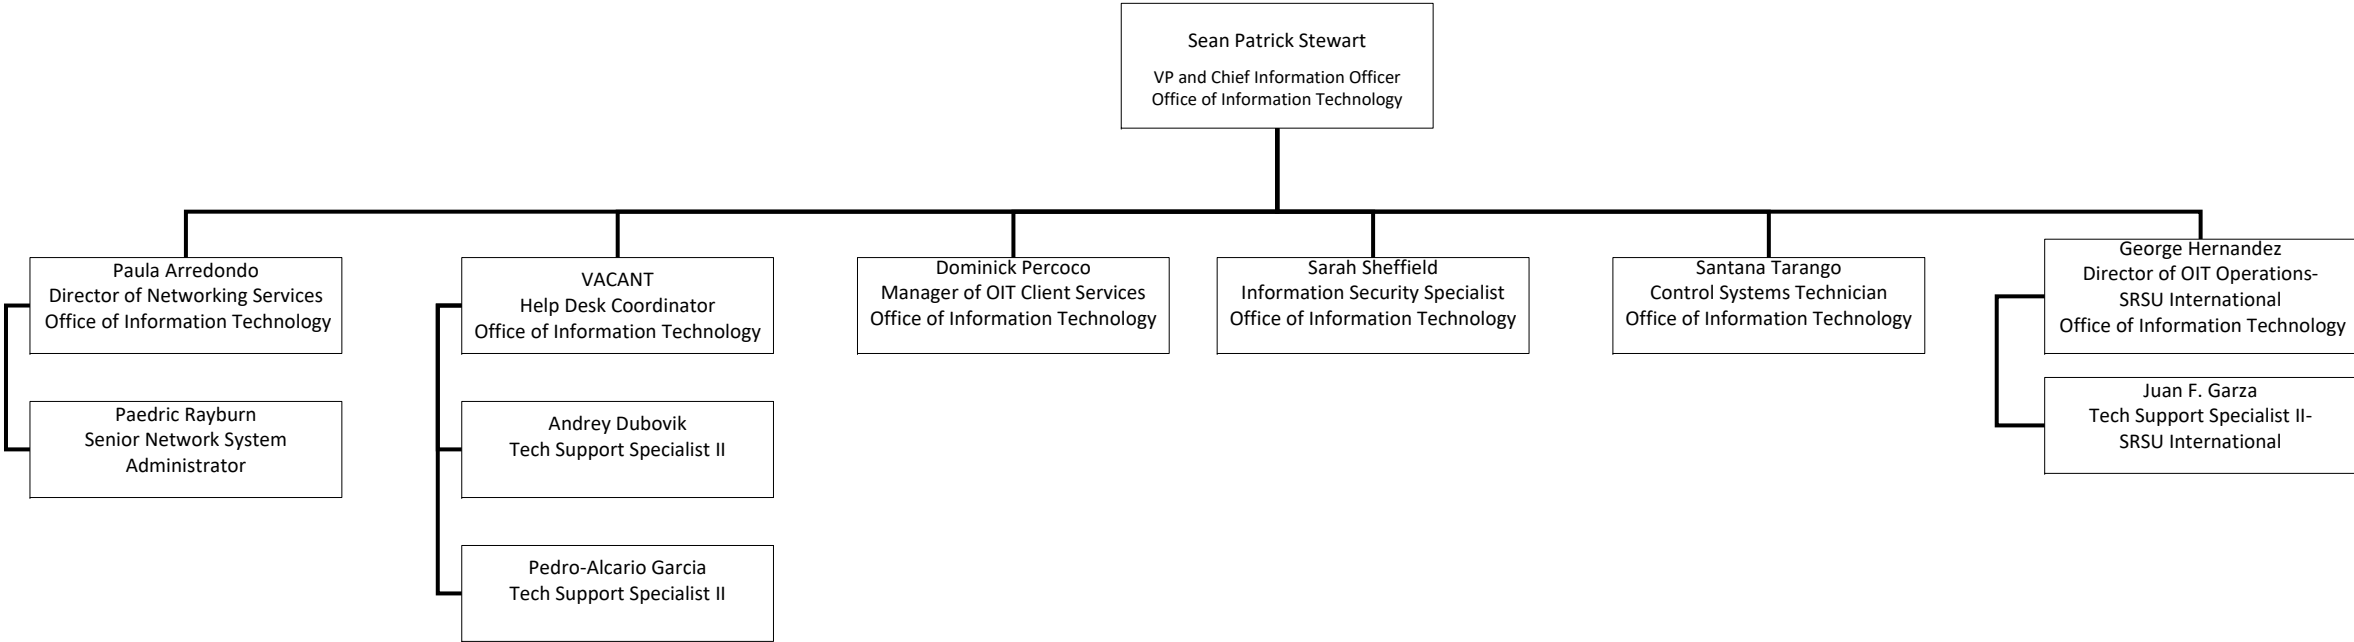 Sean Patrick Stewart
VP and Chief Information Officer
Office of Information Technology
Paula Arredondo
Director of Networking Services
Office of Information Technology
Paedric Rayburn
Senior Network System
Administrator
VACANT
Help Desk Coordinator
Office of Information Technology
Andrey Dubovik
Tech Support Specialist II
Pedro-Alcario Garcia
Tech Support Specialist II
Dominick Percoco
Manager of OIT Client Services
Office of Information Technology
Sarah Sheffield
Information Security Specialist
Office of Information Technology
Santana Tarango
Control Systems Technician
Office of Information Technology
George Hernandez
Director of OIT Operations-
SRSU International
Office of Information Technology
Juan F. Garza
Tech Support Specialist II-
SRSU International